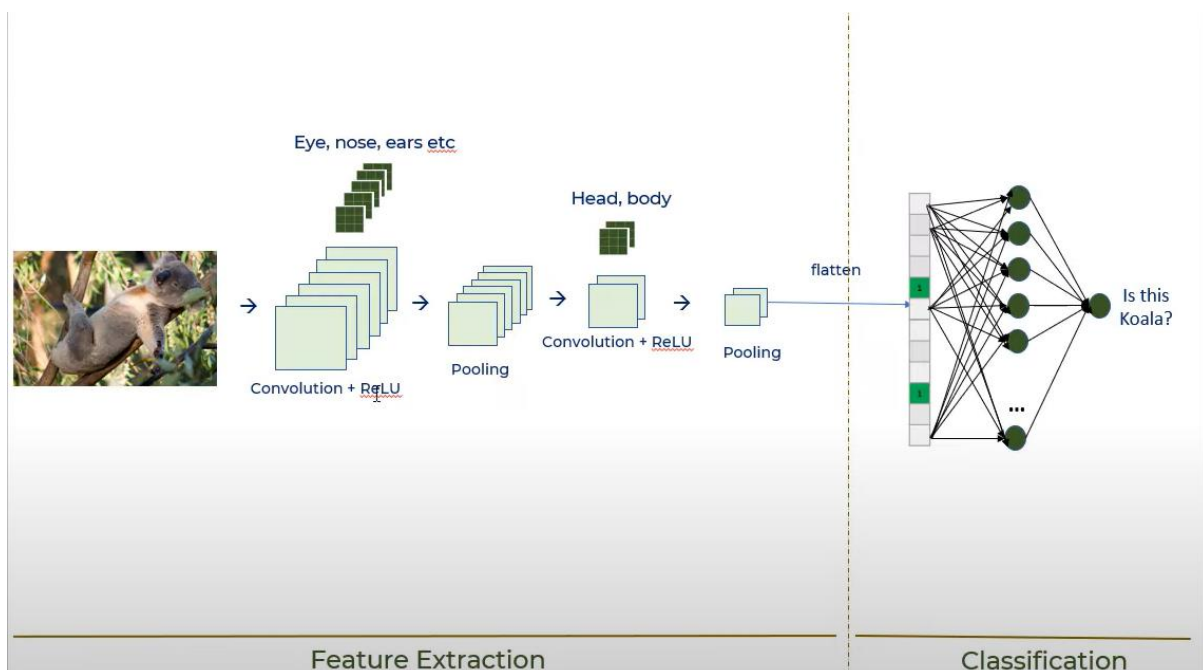 Eye, nose, ears etc
Head, body
flatten
Is this
Koala?
1
1
Convolution + ReLU
Pooling
Convolution + ReLU
Pooling
...
Feature Extraction
Classification